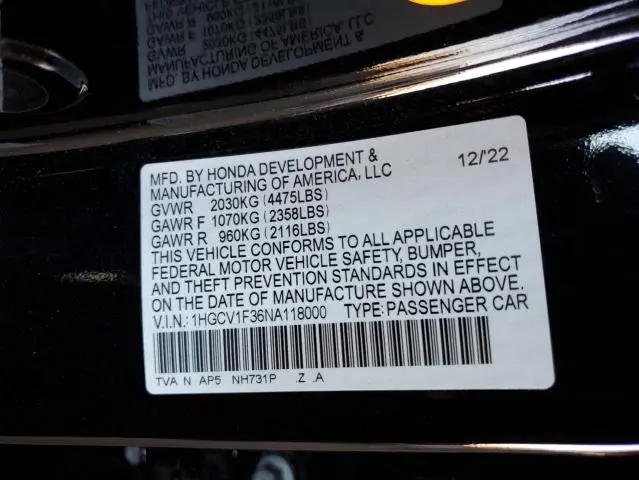 MFD. BY HONDA DEVELOPMENT & 12/'22
MANUFACTURING OF AMERICA, LLC
GVWR 2030KG (4475LBS)
GAWR F 1070KG (2358LBS)
GAWR R 960KG (2116LBS)
THIS VEHICLE CONFORMS TO ALL APPLICABLE
FEDERAL MOTOR VEHICLE SAFETY, BUMPER,
AND THEFT PREVENTION STANDARDS IN EFFECT
ON THE DATE OF MANUFACTURE SHOWN ABOVE.
V.I.N.: 1HGCV1F36NA118000 TYPE: PASSENGER CAR
TVA N AP5 NH731P .Z .A